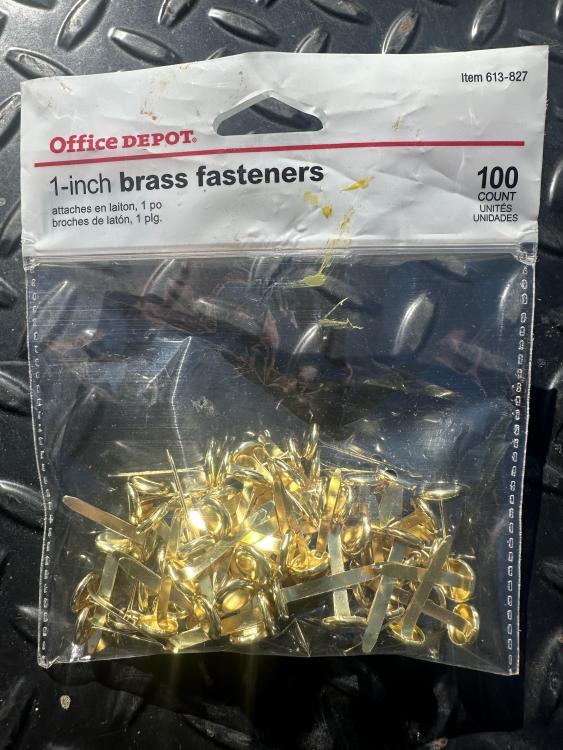 Item 613-827
Office DEPOT®
1-inch brass fasteners
attaches en laiton, 1 po
broches de latón, 1 plg.
100
COUNT
UNITÉS
UNIDADES